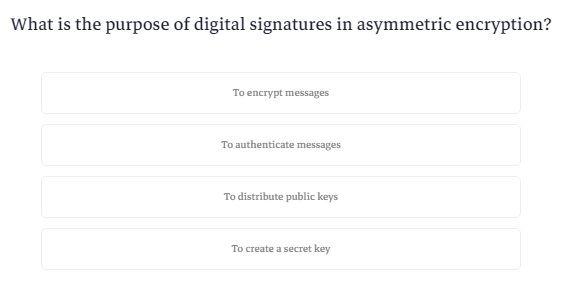 What is the purpose of digital signatures in asymmetric encryption?
To encrypt messages
To authenticate messages
To distribute public keys
To create a secret key